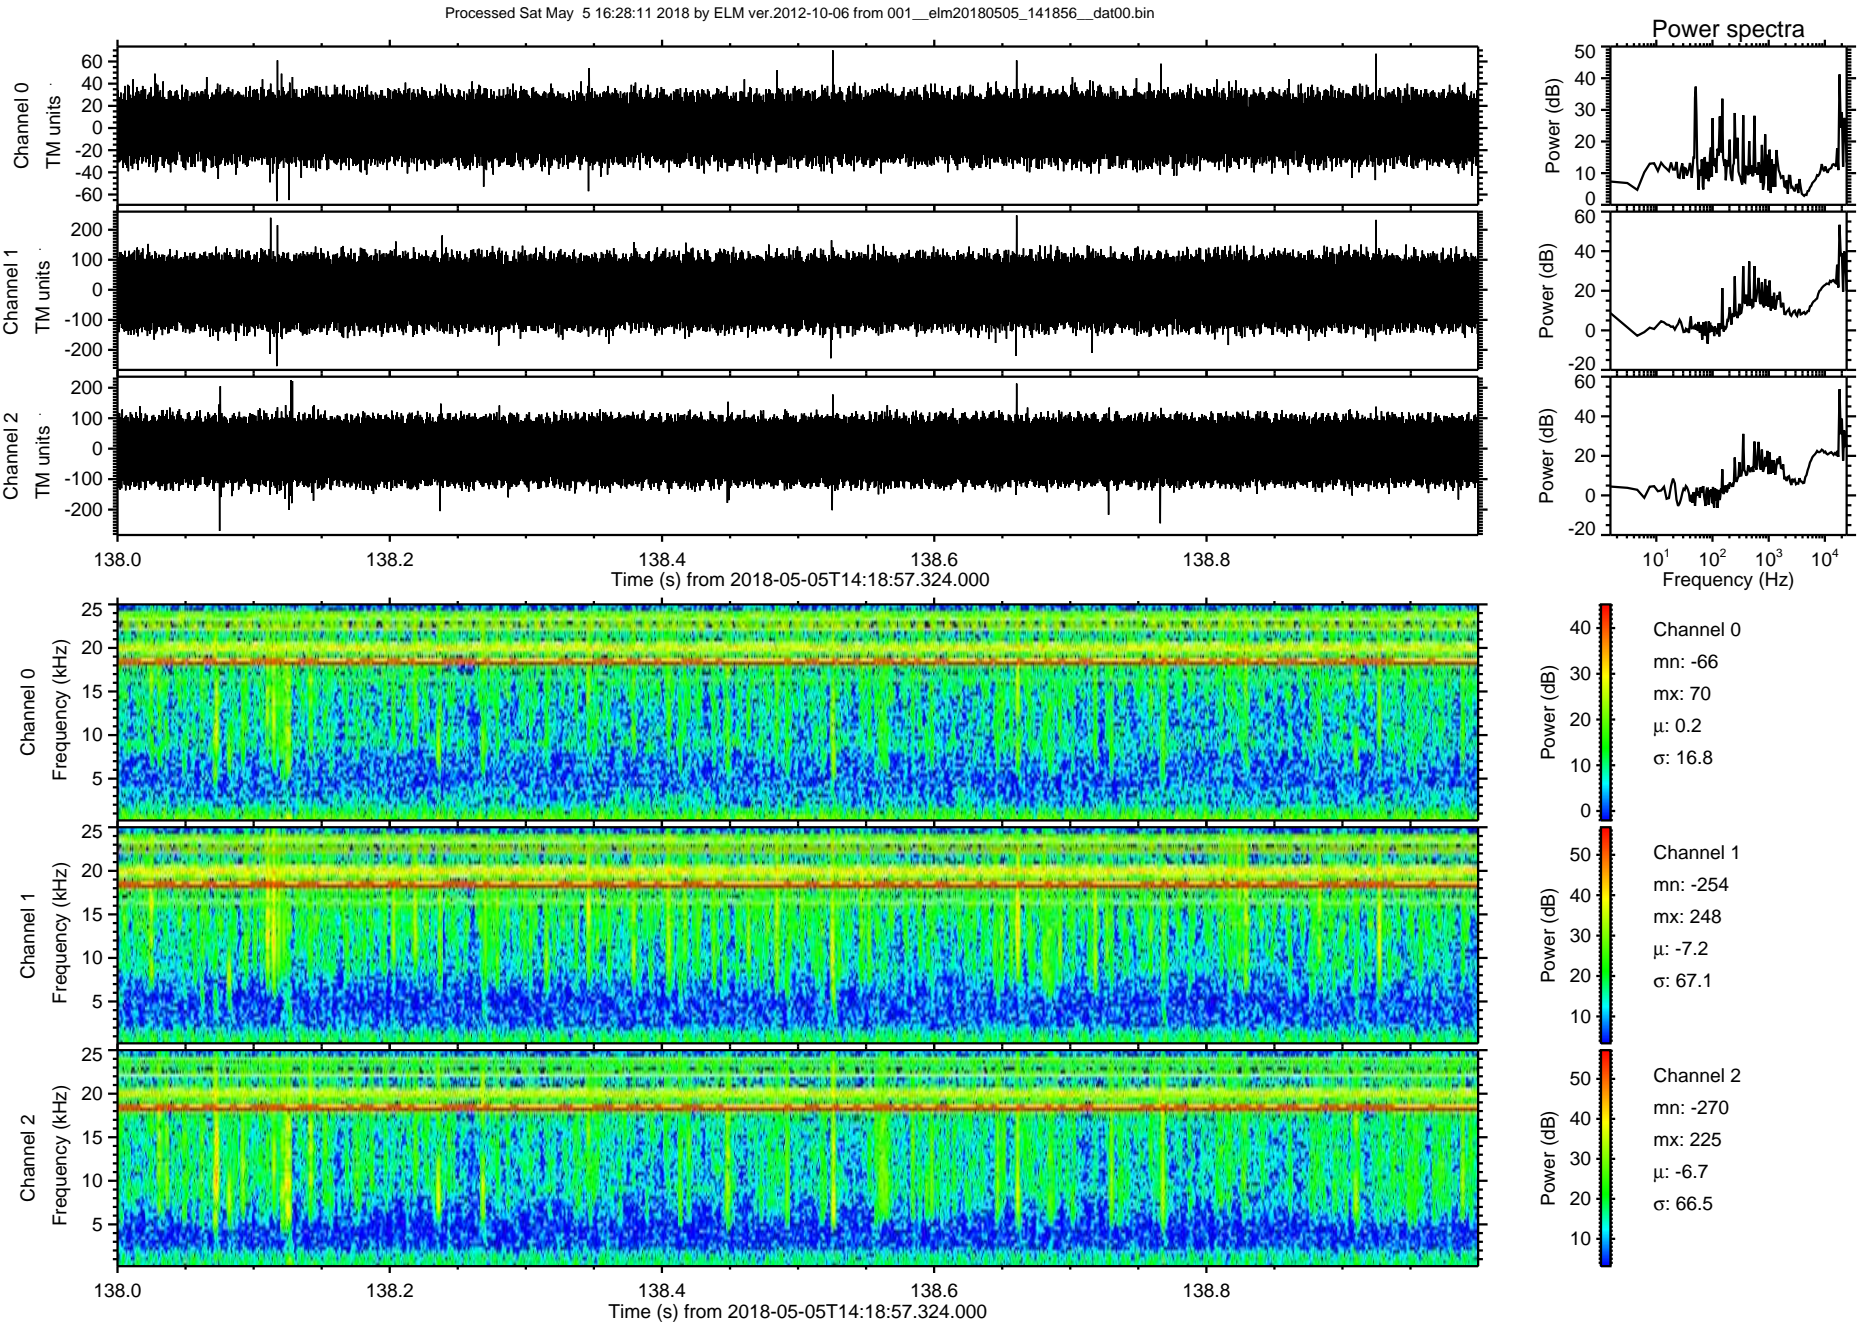 Processed Sat May  5 16:28:11 2018 by ELM ver.2012-10-06 from 001__elm20180505_141856__dat00.bin
Power spectra
Channel 0
TM units
60
40
20
0
-20
-40
-60
Power (dB)
50
40
30
20
10
0
Channel 1
TM units
200
100
0
-100
-200
Power (dB)
60
40
20
0
-20
Channel 2
TM units
200
100
0
-100
-200
Power (dB)
60
40
20
0
-20
138.0 138.2 138.4 138.6 138.8
Time (s) from 2018-05-05T14:18:57.324.000
10^1 10^2 10^3 10^4
Frequency (Hz)
Channel 0
Frequency (kHz)
25
20
15
10
5
Power (dB)
40
30
20
10
0
Channel 0
mn: -66
mx: 70
μ: 0.2
σ: 16.8
Channel 1
Frequency (kHz)
25
20
15
10
5
Power (dB)
50
40
30
20
10
Channel 1
mn: -254
mx: 248
μ: -7.2
σ: 67.1
Channel 2
Frequency (kHz)
25
20
15
10
5
Power (dB)
50
40
30
20
10
Channel 2
mn: -270
mx: 225
μ: -6.7
σ: 66.5
138.0 138.2 138.4 138.6 138.8
Time (s) from 2018-05-05T14:18:57.324.000